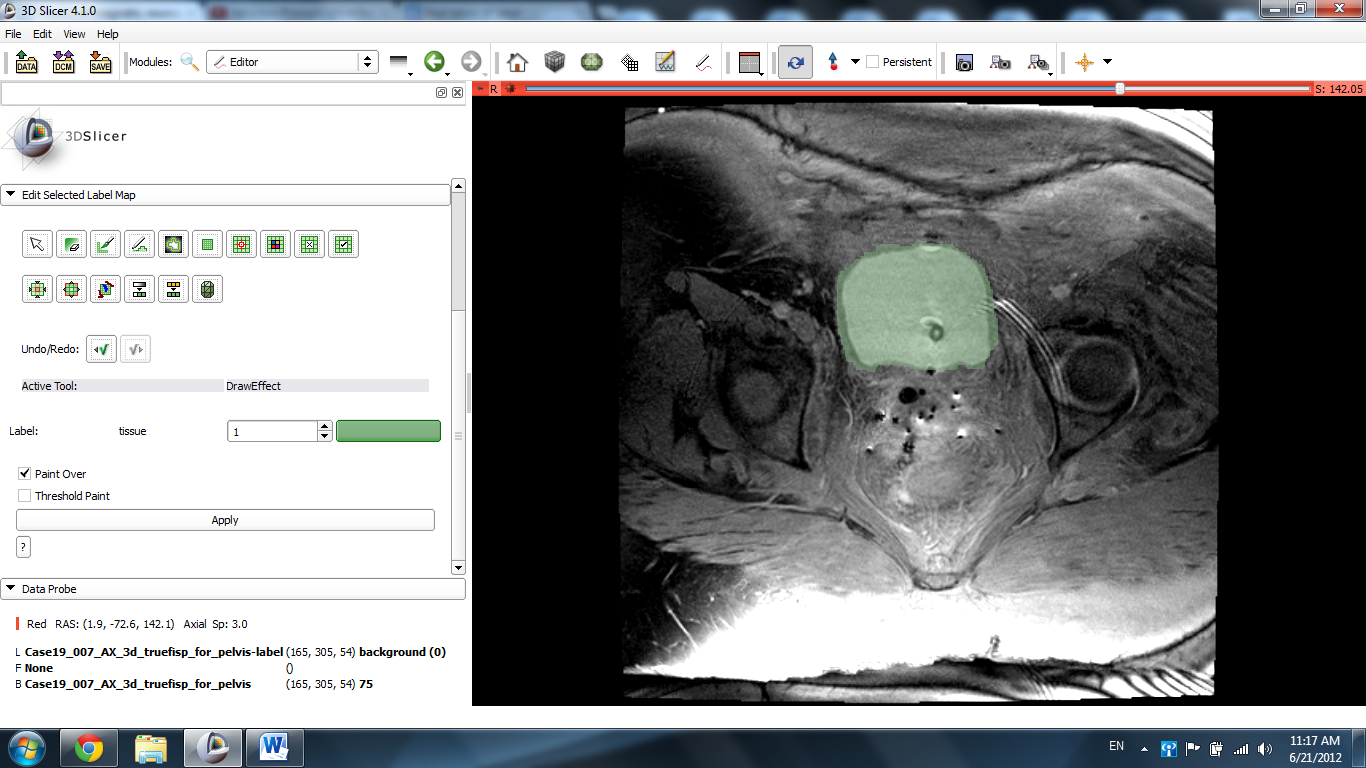 3D Slicer 4.1.0
File Edit View Help
DATA DCM SAVE Modules: Editor Persistent
R S: 142.05
3DSlicer
Edit Selected Label Map
Undo/Redo:
Active Tool: DrawEffect
Label: tissue 1
Paint Over
Threshold Paint
Apply
?
Data Probe
Red RAS: (1.9, -72.6, 142.1) Axial Sp: 3.0
L Case19_007_AX_3d_truefisp_for_pelvis-label (165, 305, 54) background (0)
F None ()
B Case19_007_AX_3d_truefisp_for_pelvis (165, 305, 54) 75
EN 11:17 AM
6/21/2012